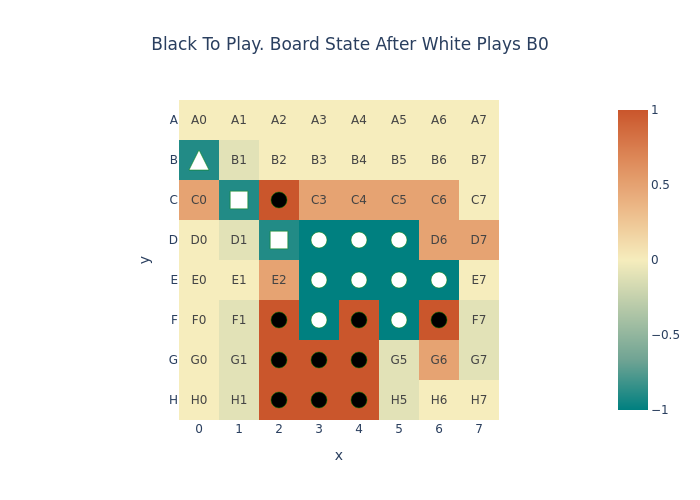 Black To Play. Board State After White Plays B0
A A0 A1 A2 A3 A4 A5 A6 A7
B B1 B2 B3 B4 B5 B6 B7
C C0 C3 C4 C5 C6 C7
D D0 D1 D6 D7
E E0 E1 E2 E7
F F0 F1 F7
G G0 G1 G5 G6 G7
H H0 H1 H5 H6 H7
0 1 2 3 4 5 6 7
x
y
1
0.5
0
−0.5
−1